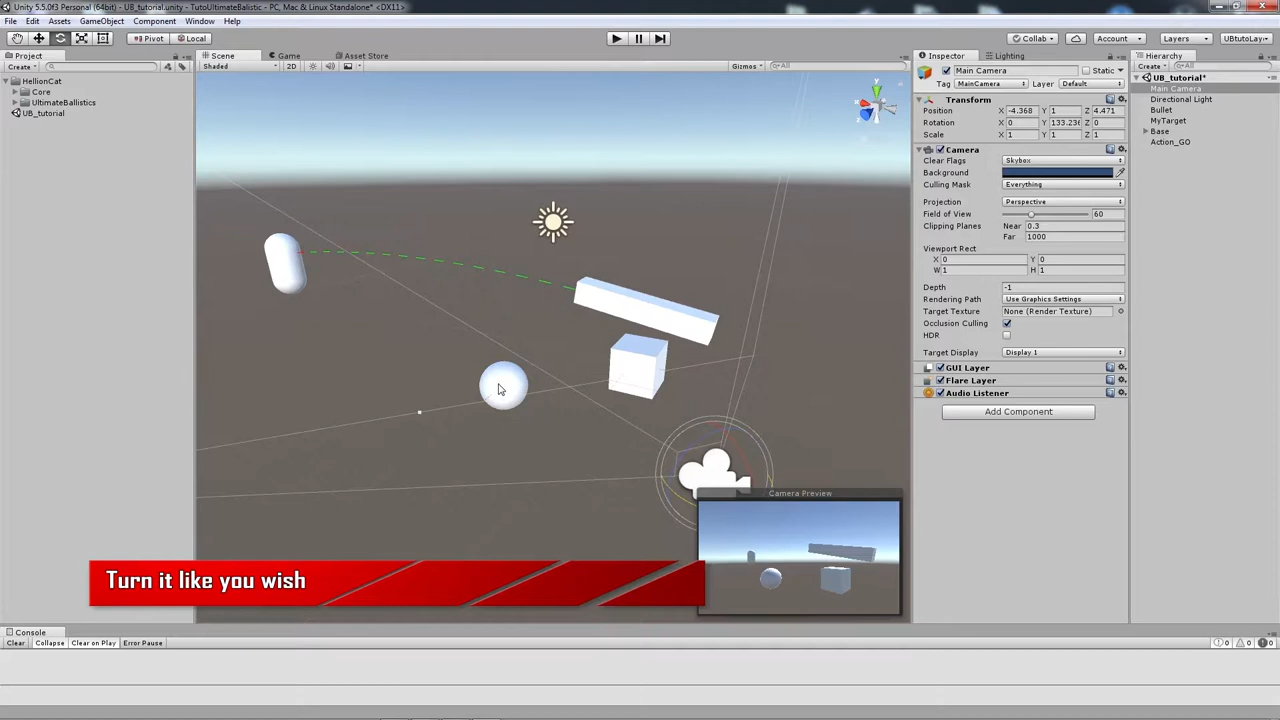 Unity 5.5.0f3 Personal (64bit) - UB_tutorial.unity - TutoUltimateBalistic - PC, Mac & Linux Standalone* <DX11>
File Edit Assets GameObject Component Window Help
Pivot Local Collab Account Layers UBtutoLay
Project
Create
HellionCat
Core
UltimateBallistics
UB_tutorial
Scene Game Asset Store
Shaded 2D Gizmos All
Y
Inspector Lighting
Main Camera Static
Tag MainCamera Layer Default
Transform
Position X -4.368 Y 1 Z 4.471
Rotation X 0 Y 133.236 Z 0
Scale X 1 Y 1 Z 1
Camera
Clear Flags Skybox
Background
Culling Mask Everything
Projection Perspective
Field of View 60
Clipping Planes Near 0.3
Far 1000
Viewport Rect
X 0 Y 0
W 1 H 1
Depth -1
Rendering Path Use Graphics Settings
Target Texture None (Render Texture)
Occlusion Culling
HDR
Target Display Display 1
GUI Layer
Flare Layer
Audio Listener
Add Component
Hierarchy
Create All
UB_tutorial*
Main Camera
Directional Light
Bullet
MyTarget
Base
Action_GO
Camera Preview
Turn it like you wish
Console
Clear Collapse Clear on Play Error Pause 0 0 0